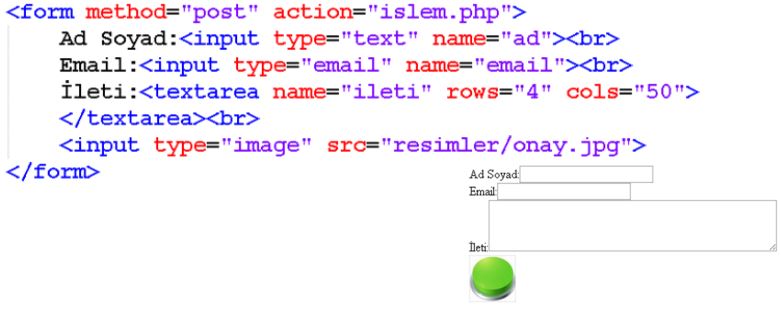 <form method="post" action="islem.php">
Ad Soyad:<input type="text" name="ad"><br>
Email:<input type="email" name="email"><br>
İleti:<textarea name="ileti" rows="4" cols="50">
</textarea><br>
<input type="image" src="resimler/onay.jpg">
</form>
Ad Soyad:
Email:
İleti: